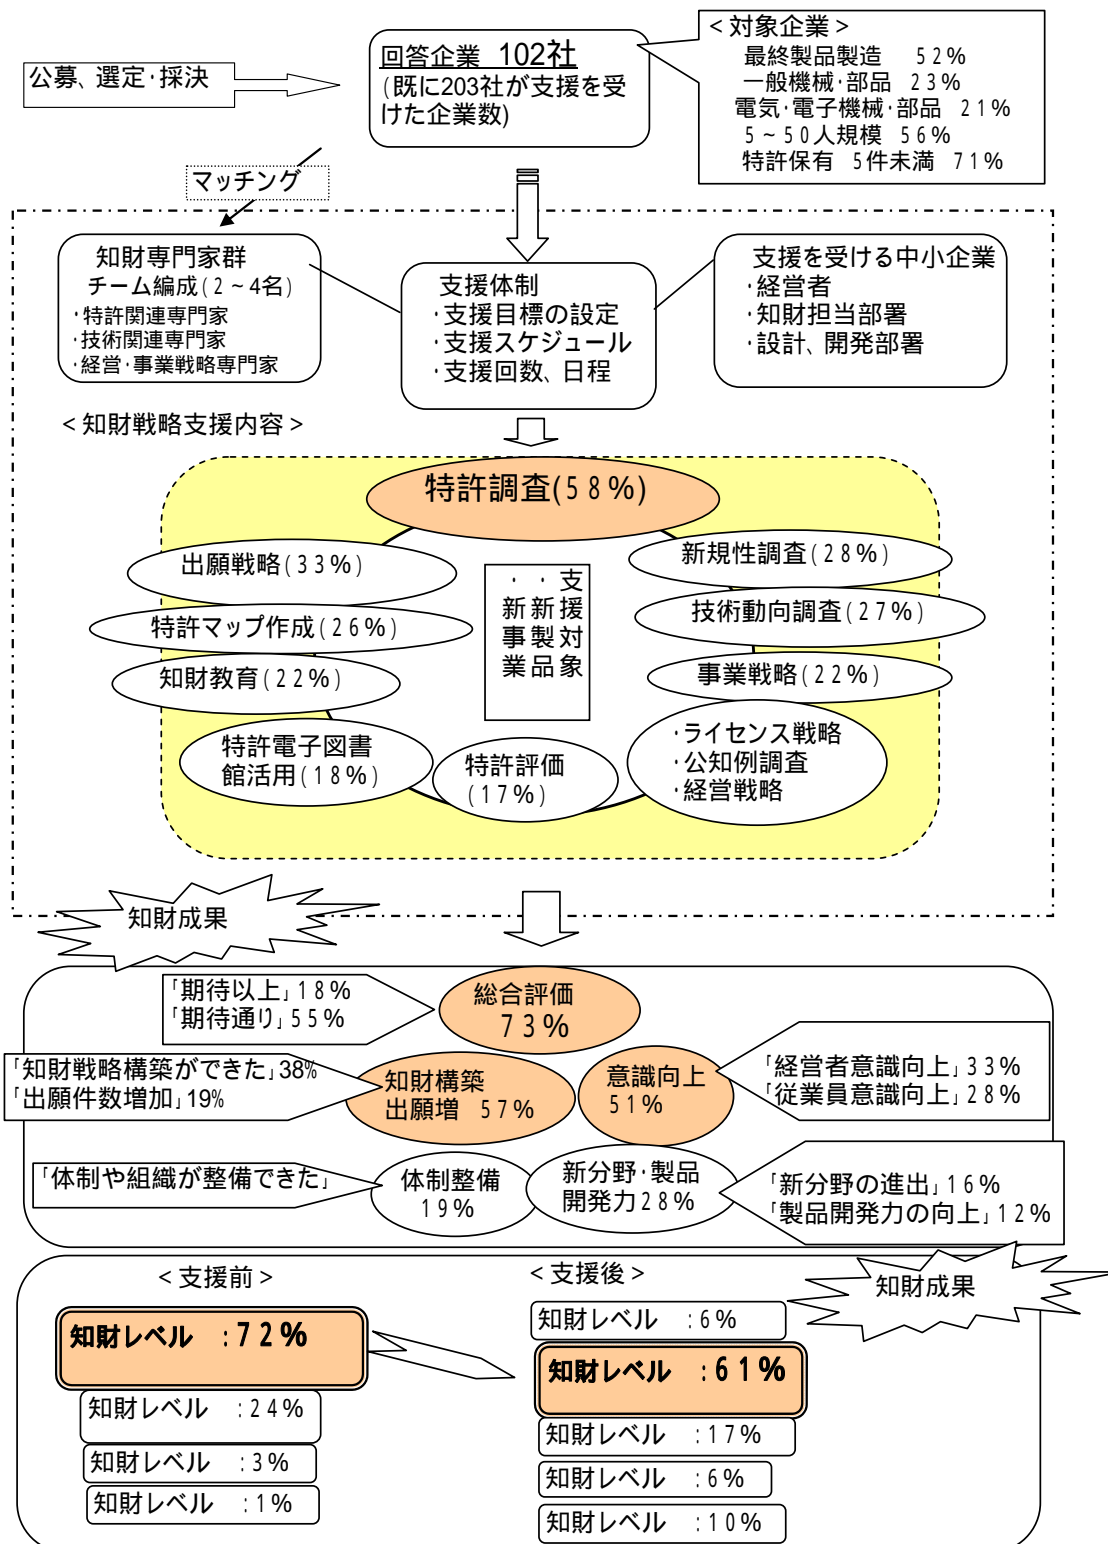 公募、選定・採決
回答企業 102社
(既に203社が支援を受
けた企業数)
<対象企業>
最終製品製造 52%
一般機械・部品 23%
電気・電子機械・部品 21%
5~50人規模 56%
特許保有 5件未満 71%
マッチング
知財専門家群
チーム編成(2~4名)
・特許関連専門家
・技術関連専門家
・経営・事業戦略専門家
支援体制
・支援目標の設定
・支援スケジュール
・支援回数、日程
支援を受ける中小企業
・経営者
・知財担当部署
・設計、開発部署
<知財戦略支援内容>
特許調査(58%)
出願戦略(33%)
特許マップ作成(26%)
知財教育(22%)
特許電子図書
館活用(18%)
特許評価
(17%)
支援対象
・新製品
・新事業
新規性調査(28%)
技術動向調査(27%)
事業戦略(22%)
・ライセンス戦略
・公知例調査
・経営戦略
知財成果
「期待以上」18%
「期待通り」55%
総合評価
73%
「知財戦略構築ができた」38%
「出願件数増加」19%
知財構築
出願増 57%
意識向上
51%
「経営者意識向上」33%
「従業員意識向上」28%
「体制や組織が整備できた」
体制整備
19%
新分野・製品
開発力28%
「新分野の進出」16%
「製品開発力の向上」12%
知財成果
<支援前>
知財レベル :72%
知財レベル :24%
知財レベル :3%
知財レベル :1%
<支援後>
知財レベル :6%
知財レベル :61%
知財レベル :17%
知財レベル :6%
知財レベル :10%